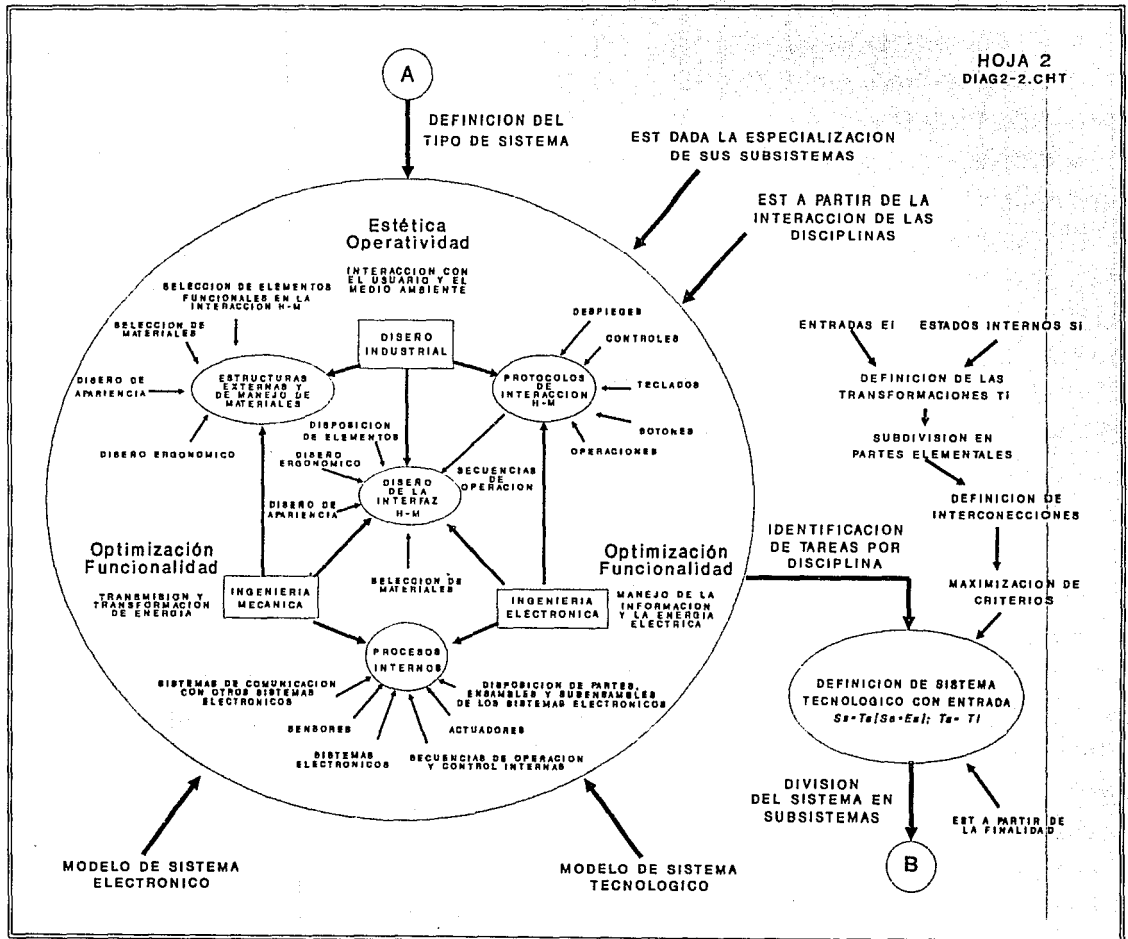 HOJA 2
DIAG2-2.CHT
A
DEFINICION DEL
TIPO DE SISTEMA
EST DADA LA ESPECIALIZACION
DE SUS SUBSISTEMAS
EST A PARTIR DE LA
INTERACCION DE LAS
DISCIPLINAS
Estética
Operatividad
INTERACCION CON
EL USUARIO Y EL
MEDIO AMBIENTE
SELECCION DE ELEMENTOS
FUNCIONALES EN LA
INTERACCION H-M
SELECCION DE
MATERIALES
DISEÑO DE
APARIENCIA
DISEÑO ERGONOMICO
ESTRUCTURAS
EXTERNAS Y
DE MANEJO DE
MATERIALES
DISEÑO
INDUSTRIAL
PROTOCOLOS
DE
INTERACCION
H-M
DESPIEGES
CONTROLES
TECLADOS
BOTONES
OPERACIONES
DISPOSICION
DE ELEMENTOS
DISEÑO
ERGONOMICO
DISEÑO DE
APARIENCIA
DISEÑO
DE LA
INTERFAZ
H-M
SECUENCIAS
DE
OPERACION
SELECCION DE
MATERIALES
Optimización
Funcionalidad
TRANSMISION Y
TRANSFORMACION
DE ENERGIA
INGENIERIA
MECANICA
INGENIERIA
ELECTRONICA
Optimización
Funcionalidad
MANEJO DE LA
INFORMACION
Y LA ENERGIA
ELECTRICA
PROCESOS
INTERNOS
SISTEMAS DE COMUNICACION
CON OTROS SISTEMAS
ELECTRONICOS
SENSORES
SISTEMAS
ELECTRONICOS
SECUENCIAS DE OPERACION
Y CONTROL INTERNAS
ACTUADORES
DISPOSICION DE PARTES,
ENSAMBLES Y SUBENSAMBLES
DE LOS SISTEMAS ELECTRONICOS
MODELO DE SISTEMA
ELECTRONICO
MODELO DE SISTEMA
TECNOLOGICO
ENTRADAS Ei
ESTADOS INTERNOS Si
DEFINICION DE LAS
TRANSFORMACIONES Ti
SUBDIVISION EN
PARTES ELEMENTALES
DEFINICION DE
INTERCONECCIONES
MAXIMIZACION DE
CRITERIOS
IDENTIFICACION
DE TAREAS POR
DISCIPLINA
DEFINICION DE SISTEMA
TECNOLOGICO CON ENTRADA
Ss=Ts[Se+Es]; Ts= Ti
DIVISION
DEL SISTEMA EN
SUBSISTEMAS
EST A PARTIR DE
LA FINALIDAD
B